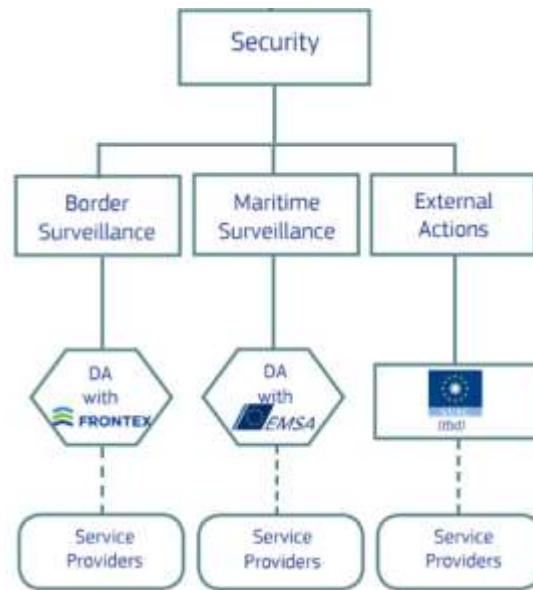 Security
Border
Surveillance
Maritime
Surveillance
External
Actions
DA
with
FRONTEX
DA
with
EMSA
(tbd)
Service
Providers
Service
Providers
Service
Providers